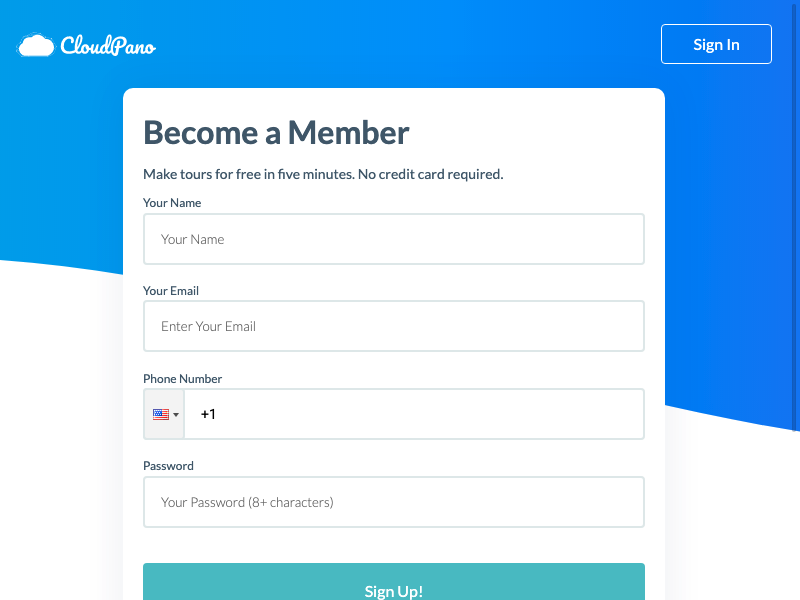 CloudPano
Sign In
Become a Member
Make tours for free in five minutes. No credit card required.
Your Name
Your Name
Your Email
Enter Your Email
Phone Number
+1
Password
Your Password (8+ characters)
Sign Up!